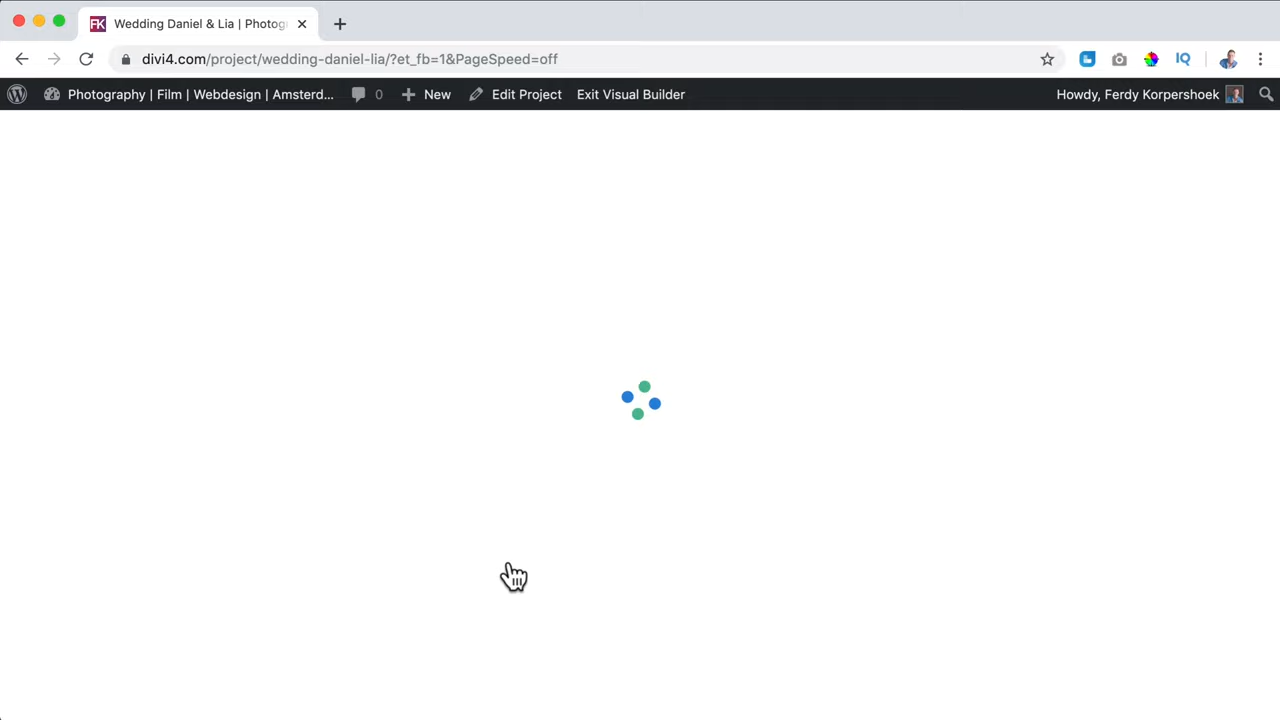 FK Wedding Daniel & Lia | Photog
divi4.com/project/wedding-daniel-lia/?et_fb=1&PageSpeed=off
IQ
Photography | Film | Webdesign | Amsterd... 0 New Edit Project Exit Visual Builder Howdy, Ferdy Korpershoek